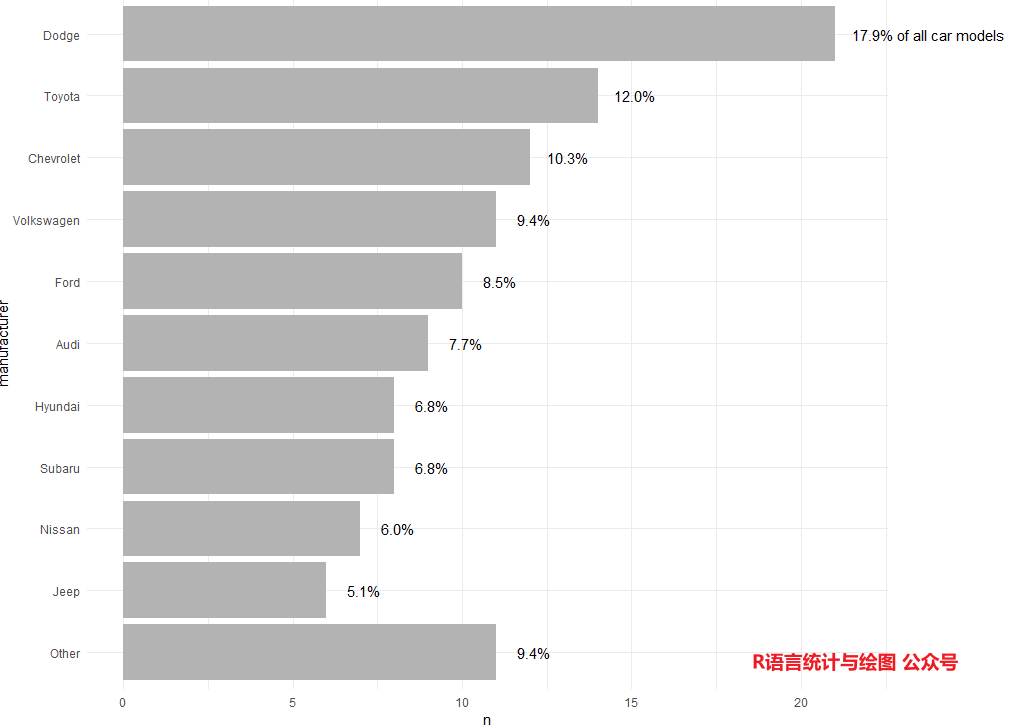 Dodge 17.9% of all car models
Toyota 12.0%
Chevrolet 10.3%
Volkswagen 9.4%
Ford 8.5%
manufacturer
Audi 7.7%
Hyundai 6.8%
Subaru 6.8%
Nissan 6.0%
Jeep 5.1%
Other 9.4%
R语言统计与绘图 公众号
0 5 10 15 20
n